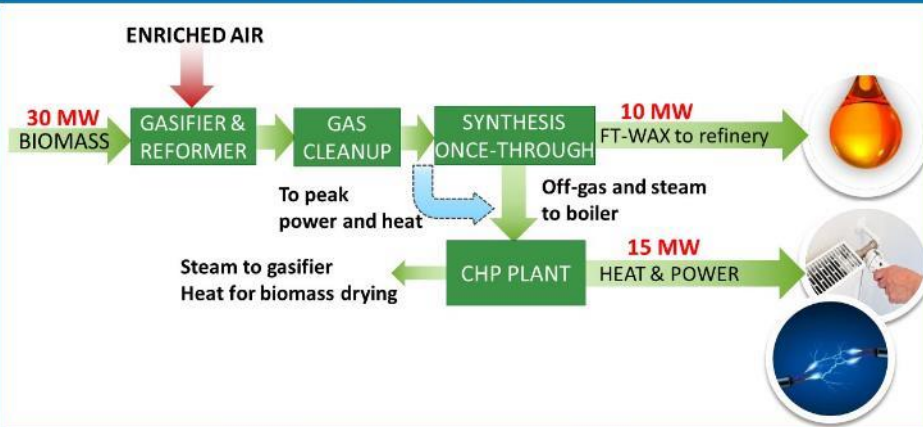 ENRICHED AIR
30 MW
BIOMASS
GASIFIER &
REFORMER
GAS
CLEANUP
SYNTHESIS
ONCE-THROUGH
10 MW
FT-WAX to refinery
To peak
power and heat
Off-gas and steam
to boiler
Steam to gasifier
Heat for biomass drying
CHP PLANT
15 MW
HEAT & POWER